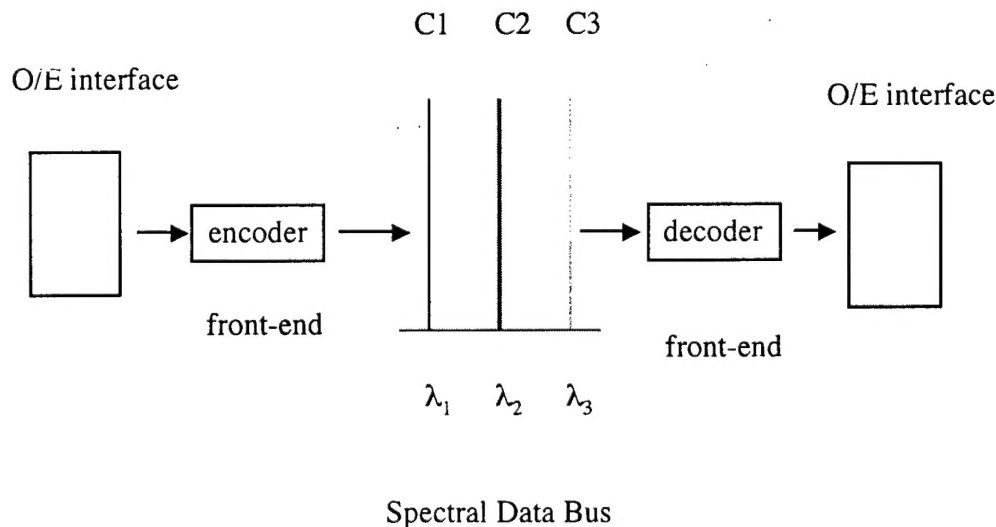 C1 C2 C3
O/E interface
O/E interface
encoder
decoder
front-end
front-end
λ₁ λ₂ λ₃
Spectral Data Bus